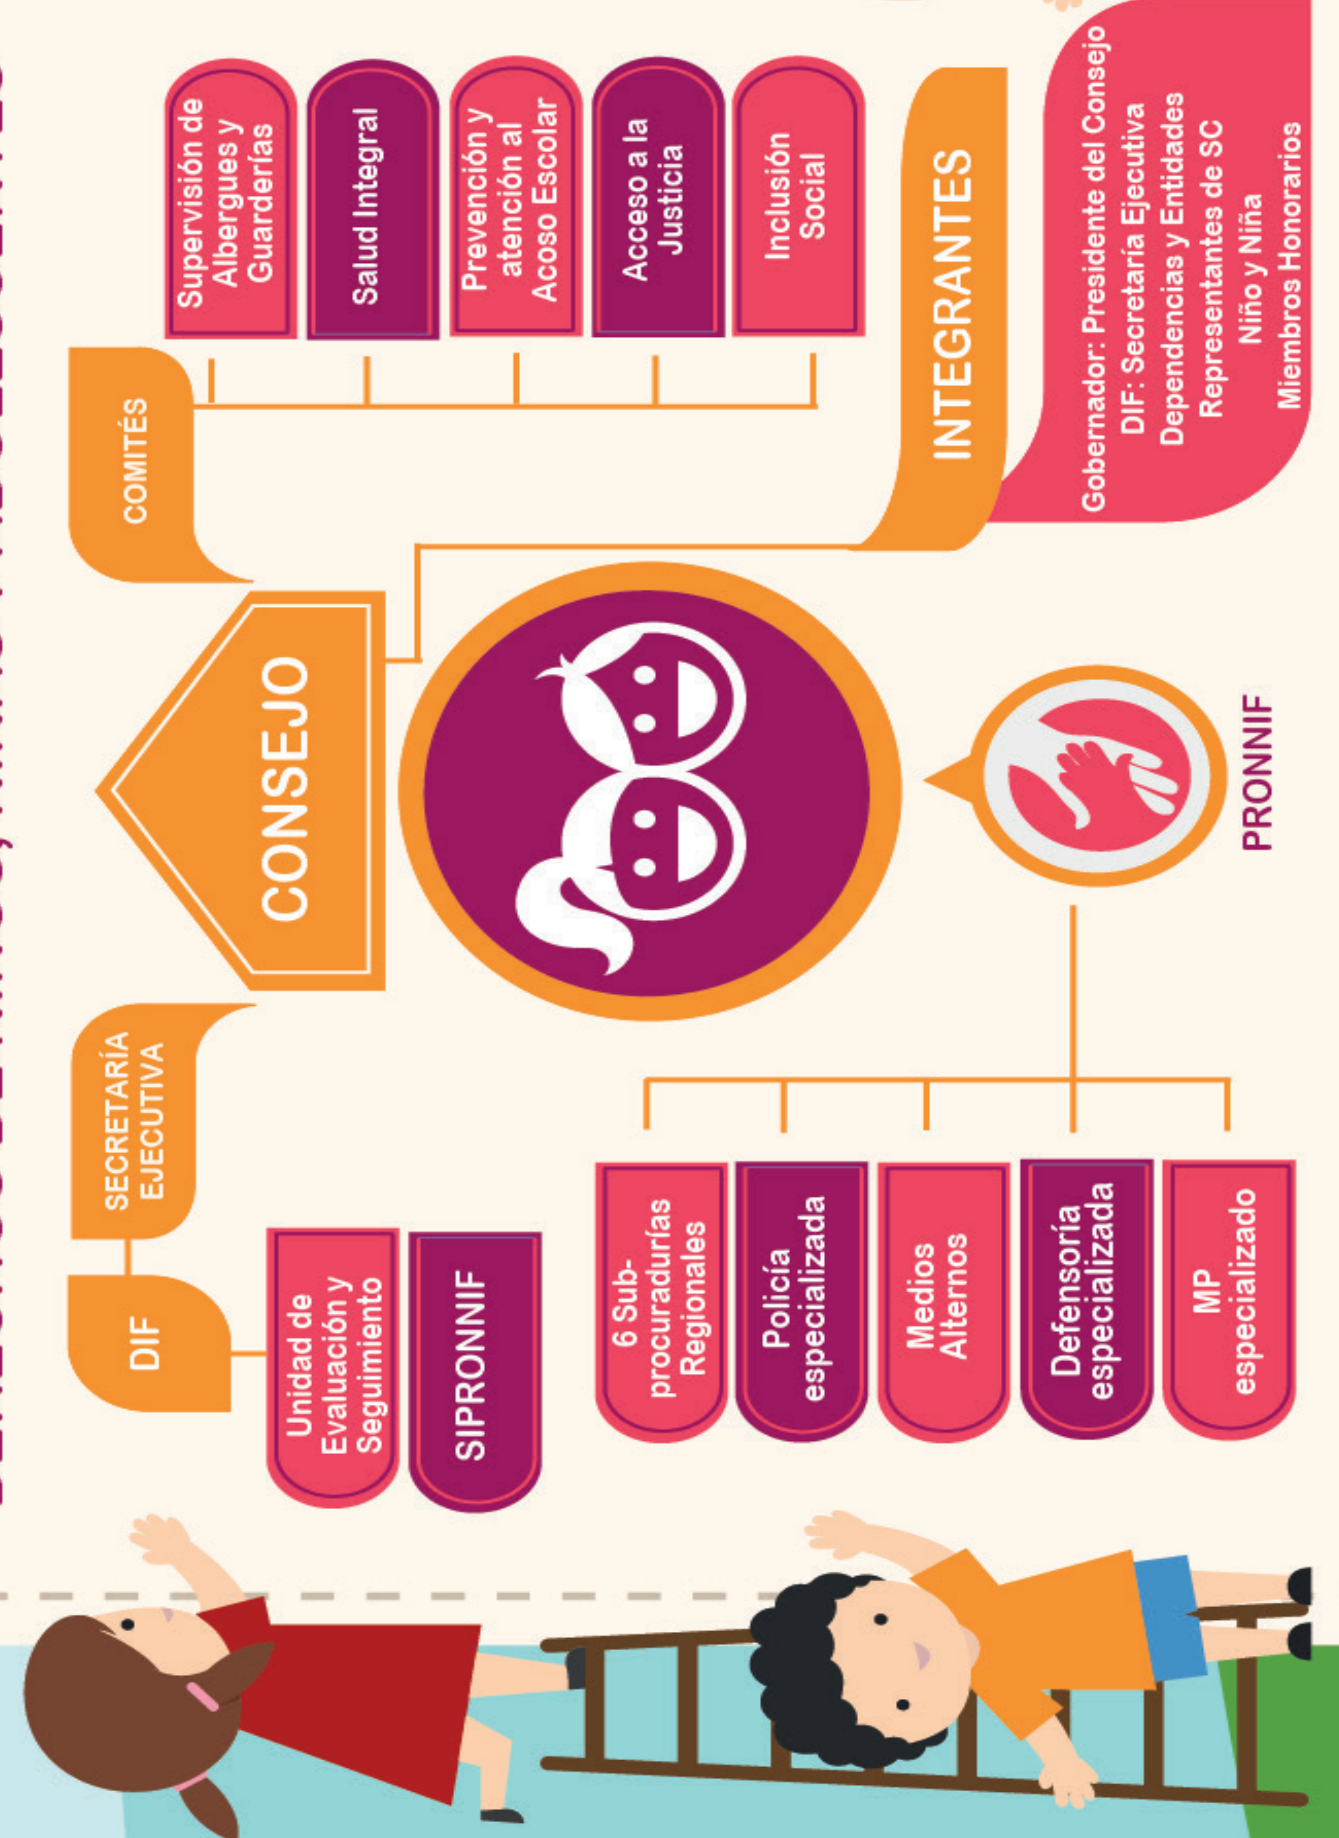 SECRETARÍA
EJECUTIVA
DIF
Unidad de
Evaluación y
Seguimiento
SIPRONNIF
CONSEJO
COMITÉS
Supervisión de
Albergues y
Guarderías
Salud Integral
Prevención y
atención al
Acoso Escolar
Acceso a la
Justicia
Inclusión
Social
INTEGRANTES
Gobernador: Presidente del Consejo
DIF: Secretaría Ejecutiva
Dependencias y Entidades
Representantes de SC
Niño y Niña
Miembros Honorarios
6 Sub-
procuradurías
Regionales
Policía
especializada
Medios
Alternos
Defensoría
especializada
MP
especializado
PRONNIF